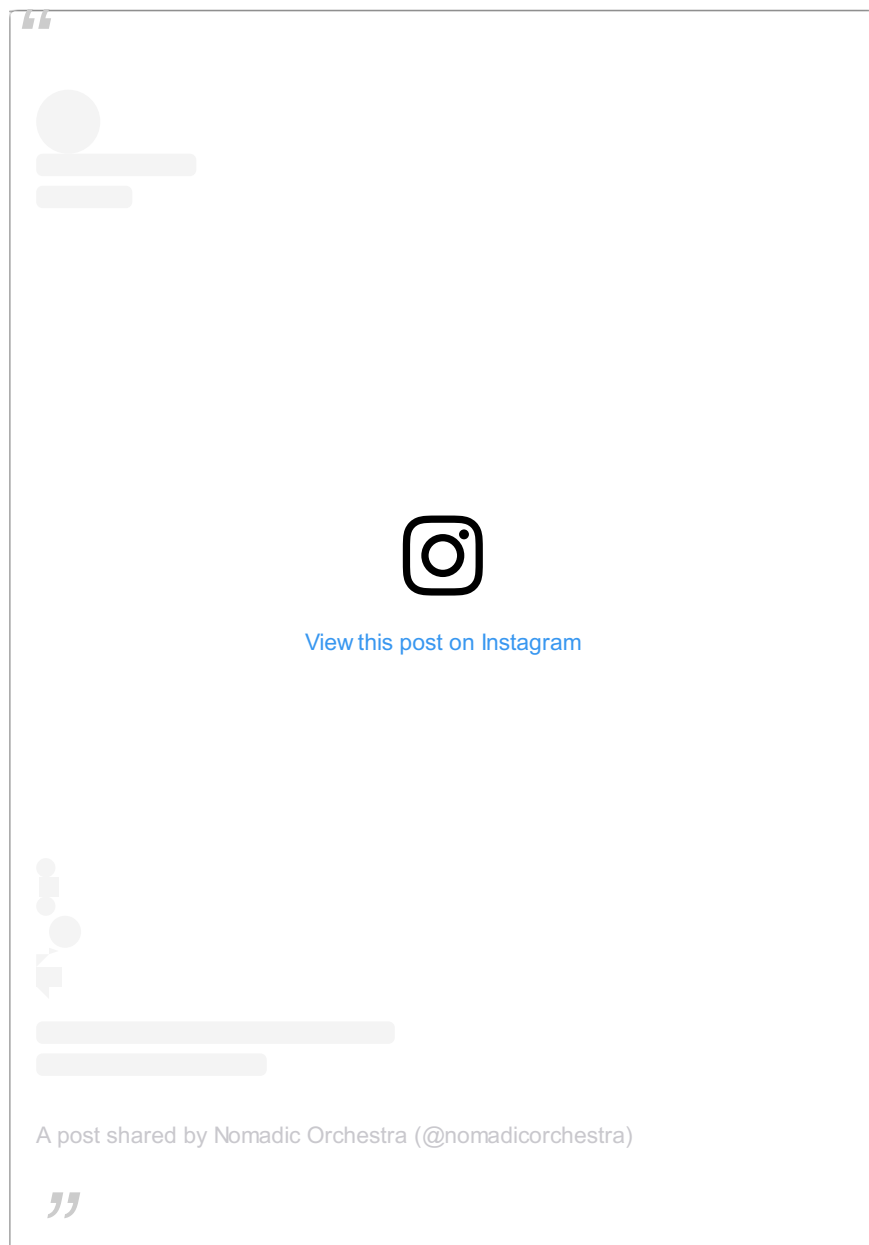 “
View this post on Instagram
A post shared by Nomadic Orchestra (@nomadicorchestra)
”